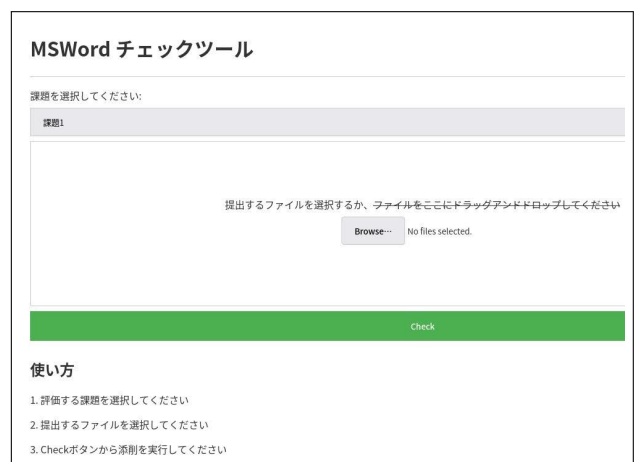 MSWord チェックツール
課題を選択してください:
課題1
提出するファイルを選択するか、ファイルをここにドラッグアンドドロップしてください
Browse… No files selected.
Check
使い方
1. 評価する課題を選択してください
2. 提出するファイルを選択してください
3. Checkボタンから添削を実行してください